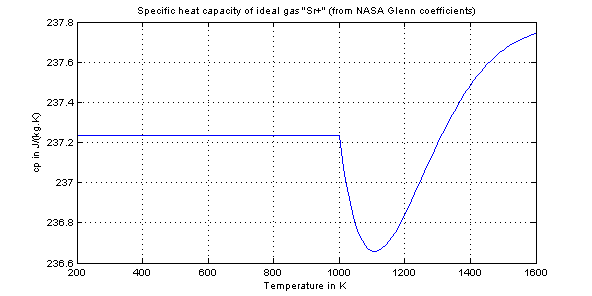 Specific heat capacity of ideal gas "Sr+" (from NASA Glenn coefficients)
237.8
237.6
237.4
237.2
237
236.8
236.6
cp in J/(kg.K)
200 400 600 800 1000 1200 1400 1600
Temperature in K